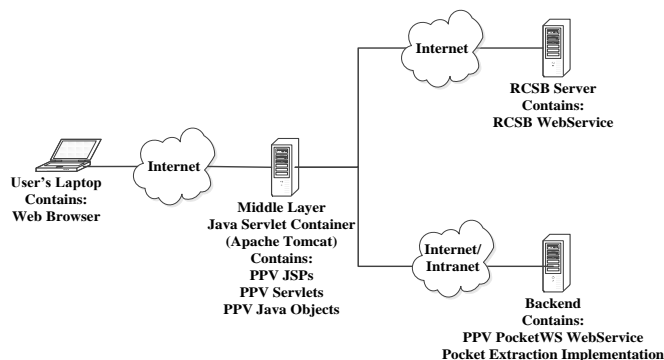 Internet
RCSB Server
Contains:
RCSB WebService
Internet
User's Laptop
Contains:
Web Browser
Middle Layer
Java Servlet Container
(Apache Tomcat)
Contains:
PPV JSPs
PPV Servlets
PPV Java Objects
Internet/
Intranet
Backend
Contains:
PPV PocketWS WebService
Pocket Extraction Implementation